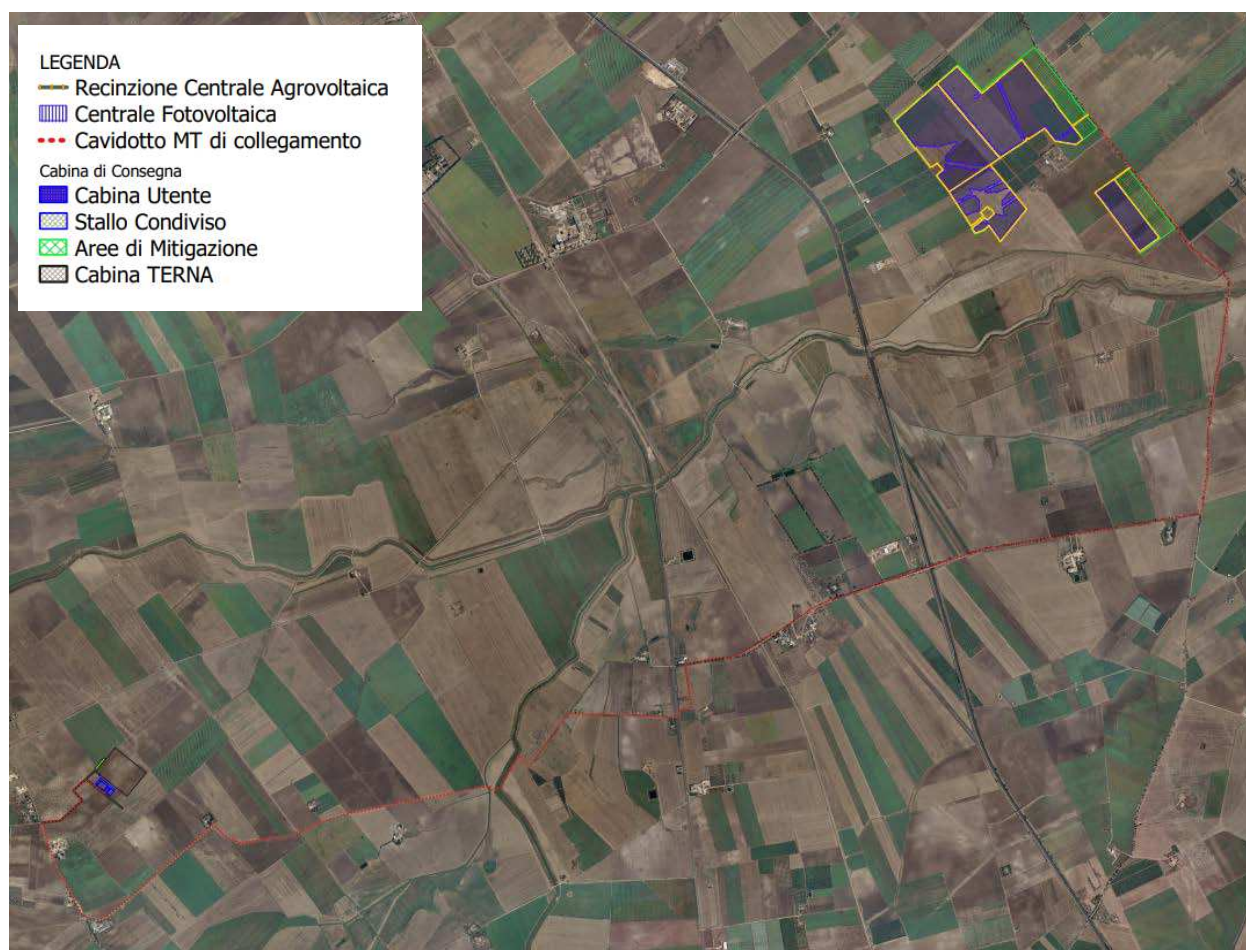 LEGENDA
Recinzione Centrale Agrovoltaica
Centrale Fotovoltaica
Cavidotto MT di collegamento
Cabina di Consegna
Cabina Utente
Stallo Condiviso
Aree di Mitigazione
Cabina TERNA